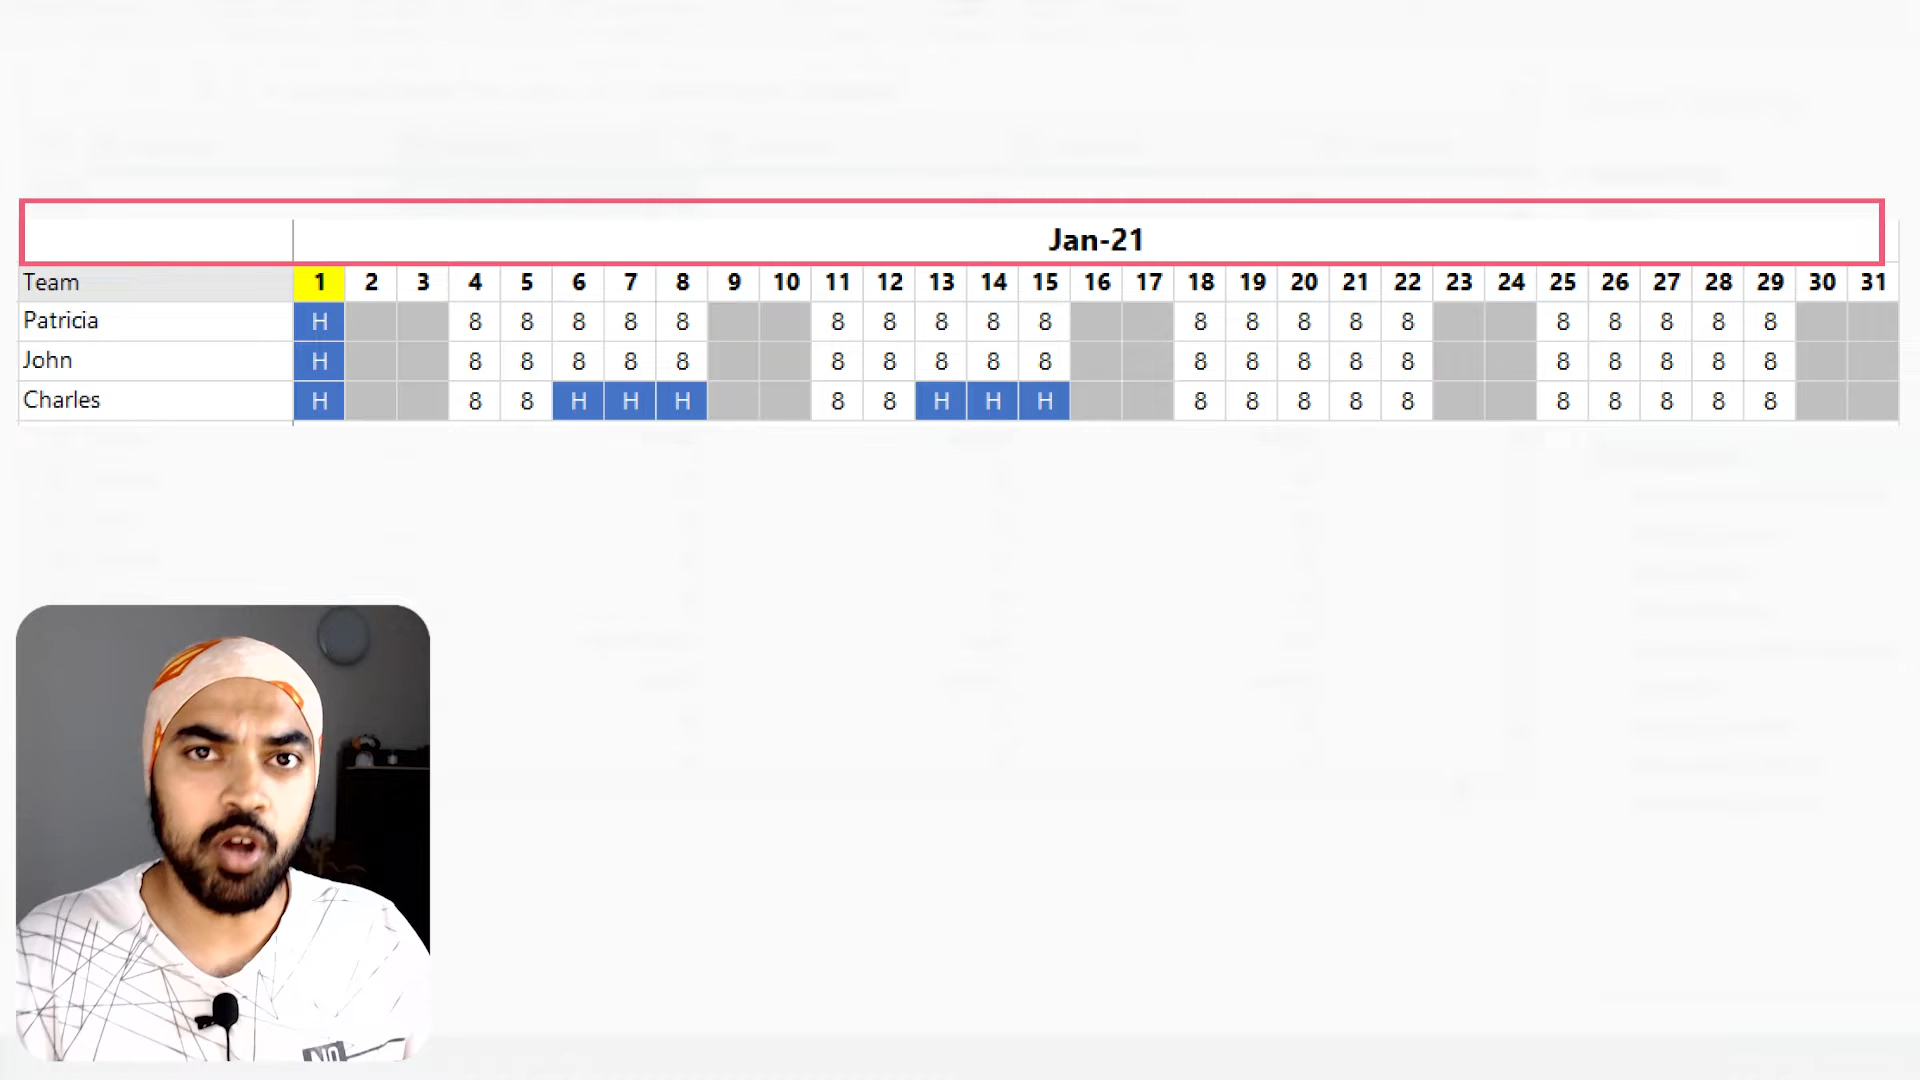 Jan-21
Team 1 2 3 4 5 6 7 8 9 10 11 12 13 14 15 16 17 18 19 20 21 22 23 24 25 26 27 28 29 30 31
Patricia H 8 8 8 8 8 8 8 8 8 8 8 8 8 8 8 8 8 8 8 8
John H 8 8 8 8 8 8 8 8 8 8 8 8 8 8 8 8 8 8 8 8
Charles H 8 8 H H H 8 8 H H H 8 8 8 8 8 8 8 8 8 8
NO